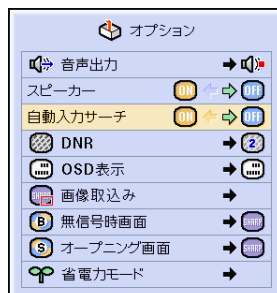 オプション
音声出力
スピーカー ON OFF
自動入力サーチ ON OFF
DNR 2
OSD表示
SHARP 画像取込み
B 無信号時画面 SHARP
S オープニング画面 SHARP
省電力モード